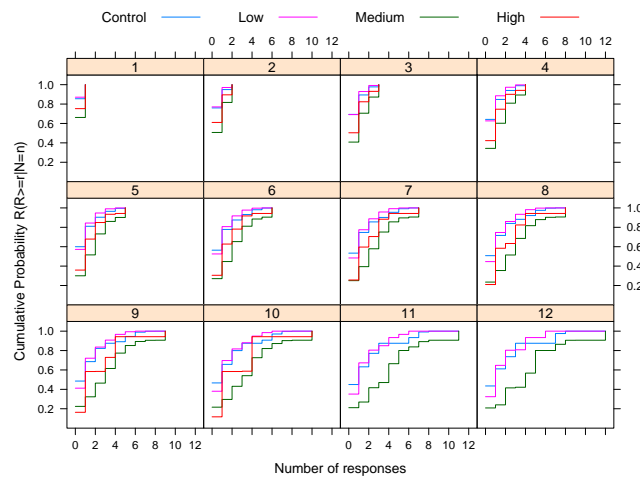 Control Low Medium High
0 2 4 6 8 10 12 0 2 4 6 8 10 12
1 2 3 4
1.0 0.8 0.6 0.4 0.2
5 6 7 8
1.0 0.8 0.6 0.4 0.2
9 10 11 12
1.0 0.8 0.6 0.4 0.2
0 2 4 6 8 10 12 0 2 4 6 8 10 12
Cumulative Probability R(R>=r|N=n)
Number of responses